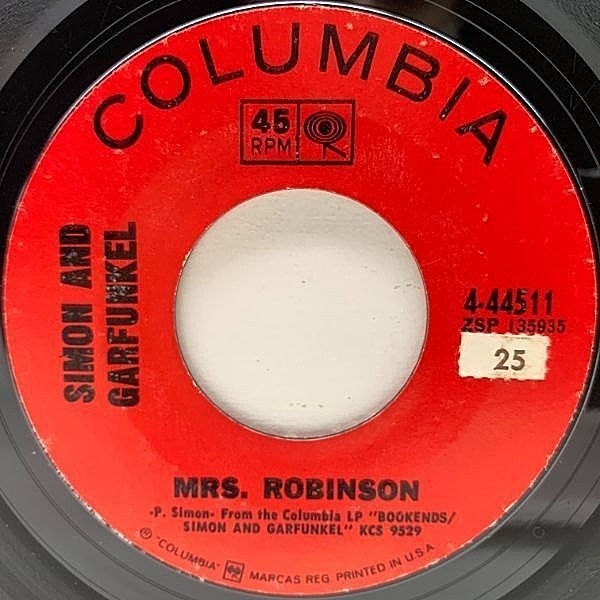 COLUMBIA
45
RPM
SIMON AND
GARFUNKEL
4-44511
ZSP 135935
25
MRS. ROBINSON
-P. Simon- From the Columbia LP "BOOKENDS/
SIMON AND GARFUNKEL" KCS 9529
℗ "COLUMBIA" MARCAS REG. PRINTED IN U.S.A.